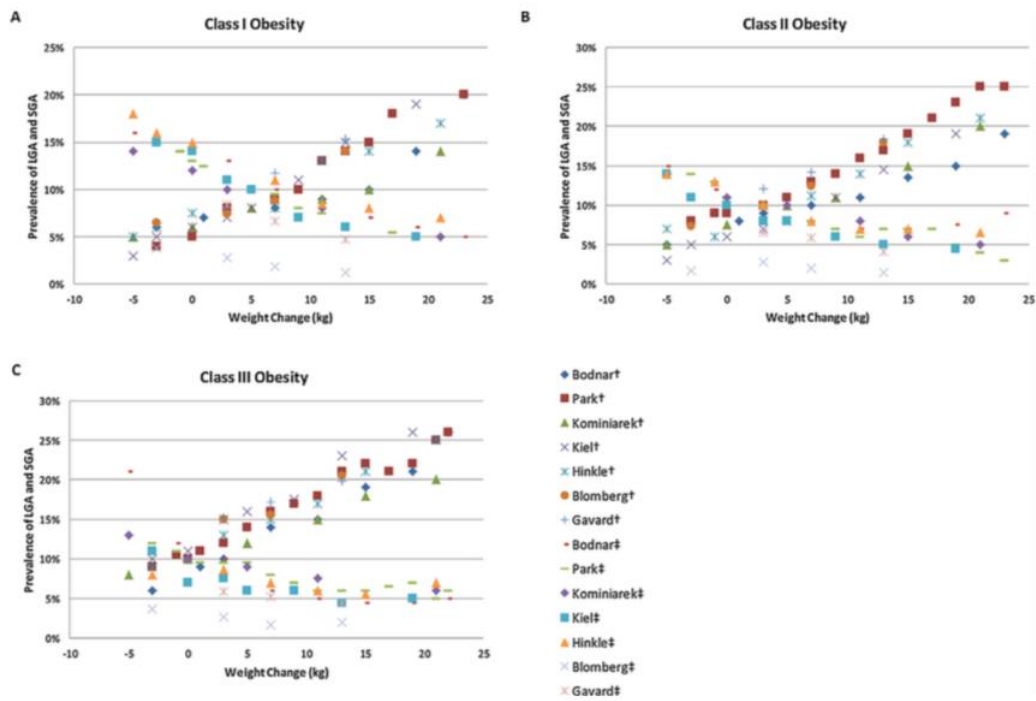 A
Class I Obesity
Prevalence of LGA and SGA
25%
20%
15%
10%
5%
0%
-10
-5
0
5
10
15
20
25
Weight Change (kg)
B
Class II Obesity
Prevalence of LGA and SGA
30%
25%
20%
15%
10%
5%
0%
-10
-5
0
5
10
15
20
25
Weight Change (kg)
C
Class III Obesity
Prevalence of LGA and SGA
30%
25%
20%
15%
10%
5%
0%
-10
-5
0
5
10
15
20
25
Weight Change (kg)
Bodnar†
Park†
Kominiarek†
Kiel†
Hinkle†
Blomberg†
Gavard†
Bodnar‡
Park‡
Kominiarek‡
Kiel‡
Hinkle‡
Blomberg‡
Gavard‡